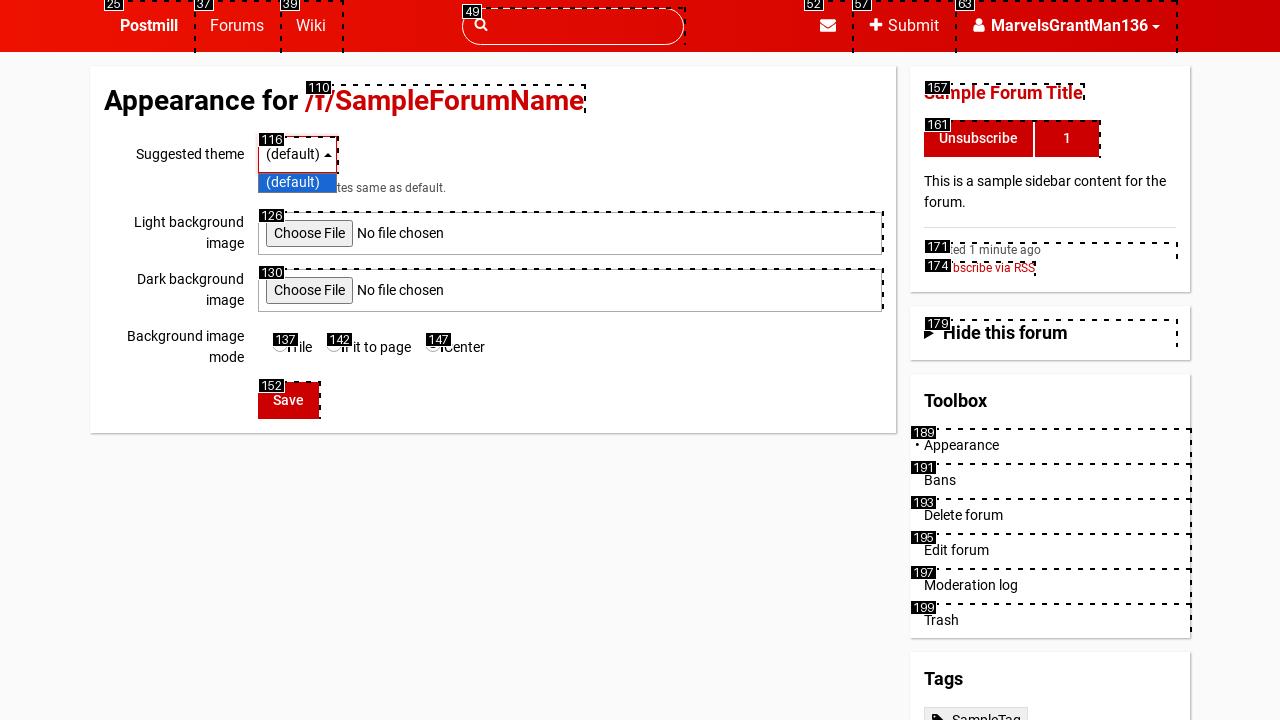 25 37 39 49 52 57 63
Postmill Forums Wiki Submit MarvelsGrantMan136
110
Appearance for /f/SampleForumName
116
Suggested theme (default)
(default)
tes same as default.
126
Light background image Choose File No file chosen
130
Dark background image Choose File No file chosen
137 142 147
Background image mode Tile Fit to page Center
152
Save
157
Sample Forum Title
161
Unsubscribe 1
This is a sample sidebar content for the
forum.
171 ted 1 minute ago
174 bscribe via RSS
179
Hide this forum
Toolbox
189
Appearance
191
Bans
193
Delete forum
195
Edit forum
197
Moderation log
199
Trash
Tags
SampleTag